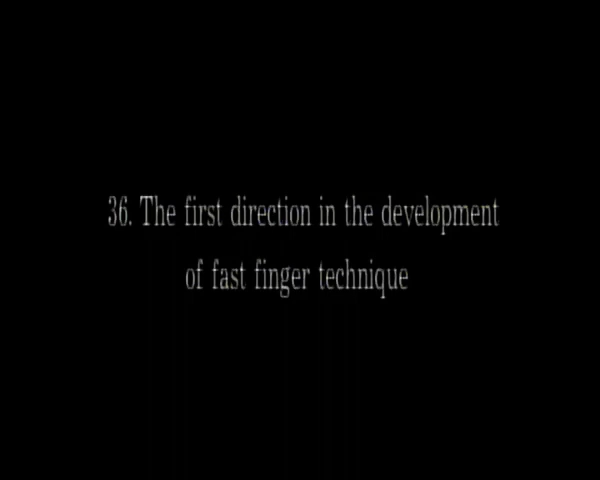 36. The first direction in the development
of fast finger technique